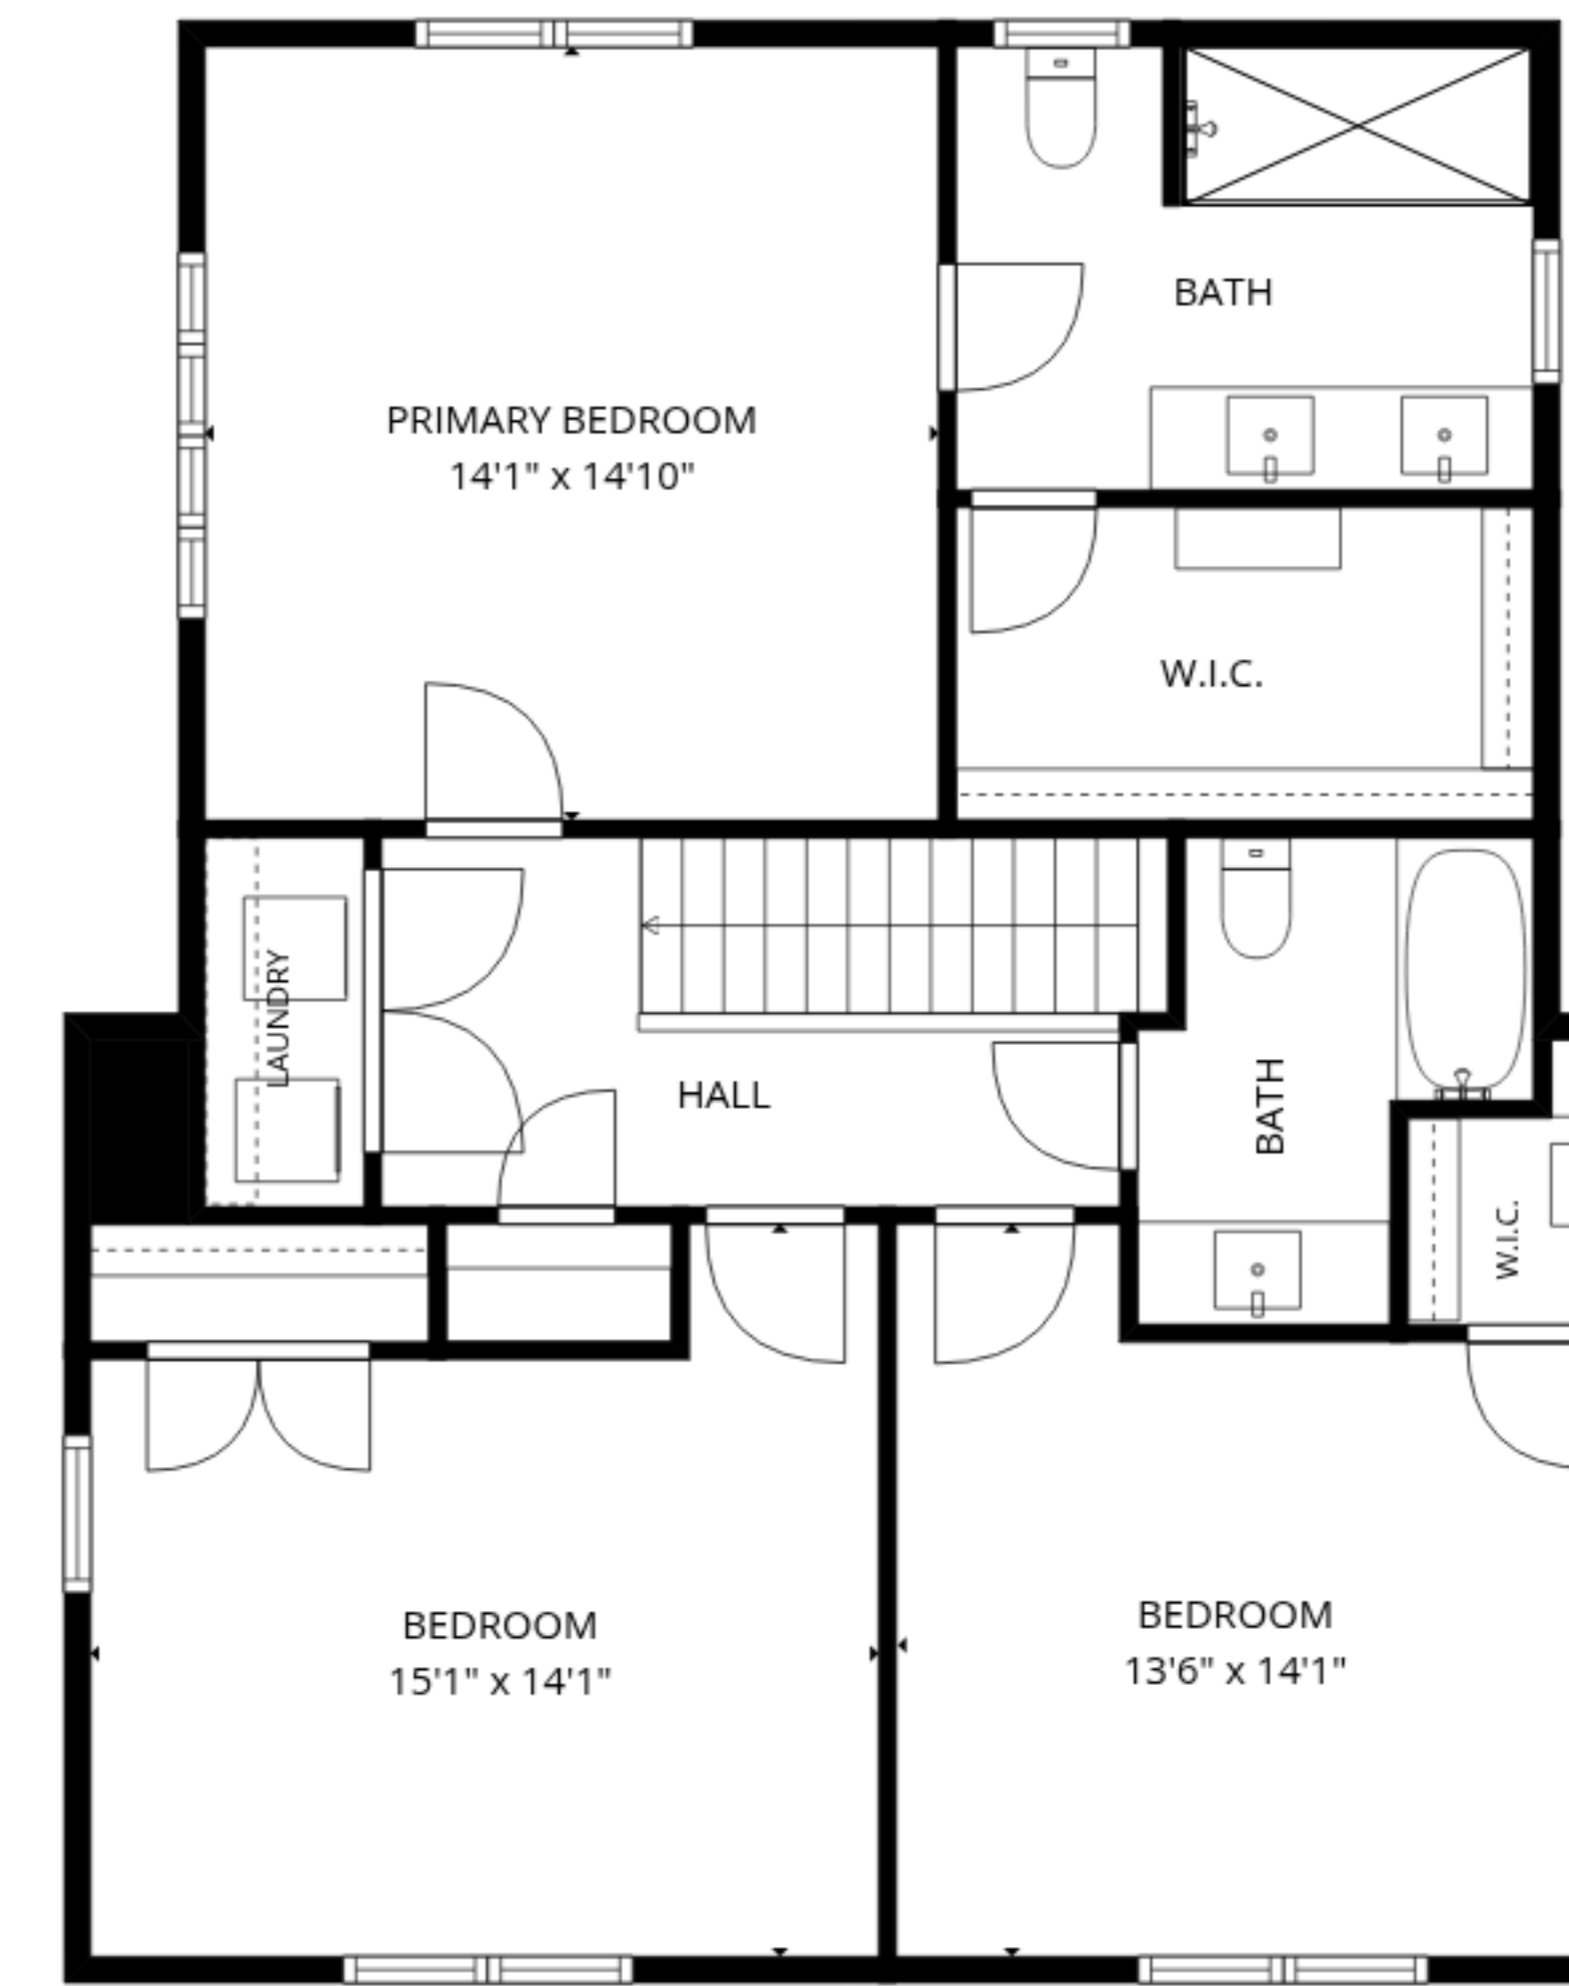 BATH
PRIMARY BEDROOM
14'1" x 14'10"
W.I.C.
LAUNDRY
HALL
BATH
W.I.C.
BEDROOM
15'1" x 14'1"
BEDROOM
13'6" x 14'1"